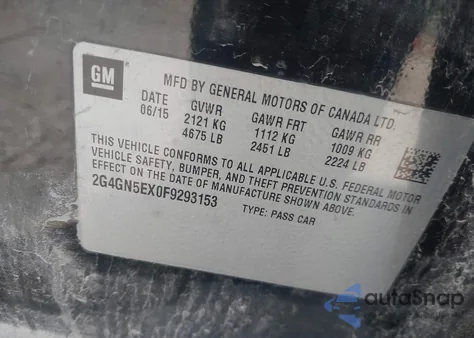 GM
MFD BY GENERAL MOTORS OF CANADA LTD.
DATE GVWR GAWR FRT GAWR RR
06/15 2121 KG 1112 KG 1009 KG
4675 LB 2451 LB 2224 LB
THIS VEHICLE CONFORMS TO ALL APPLICABLE U.S. FEDERAL MOTOR
VEHICLE SAFETY, BUMPER, AND THEFT PREVENTION STANDARDS IN
EFFECT ON THE DATE OF MANUFACTURE SHOWN ABOVE.
2G4GN5EX0F9293153 TYPE: PASS CAR
autoSnap